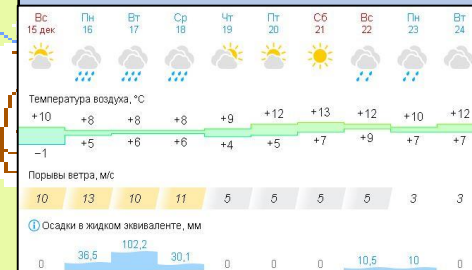 Вс Пн Вт Ср Чт Пт Сб Вс Пн Вт
15 дек 16 17 18 19 20 21 22 23 24
Температура воздуха, °C
+10 +8 +8 +8 +9 +12 +13 +12 +10 +12
−1 +5 +6 +6 +4 +5 +7 +9 +7 +7
Порывы ветра, м/с
10 13 10 11 5 5 5 5 3 3
Осадки в жидком эквиваленте, мм
0 36,5 102,2 30,1 0 0 0 10,5 10 0